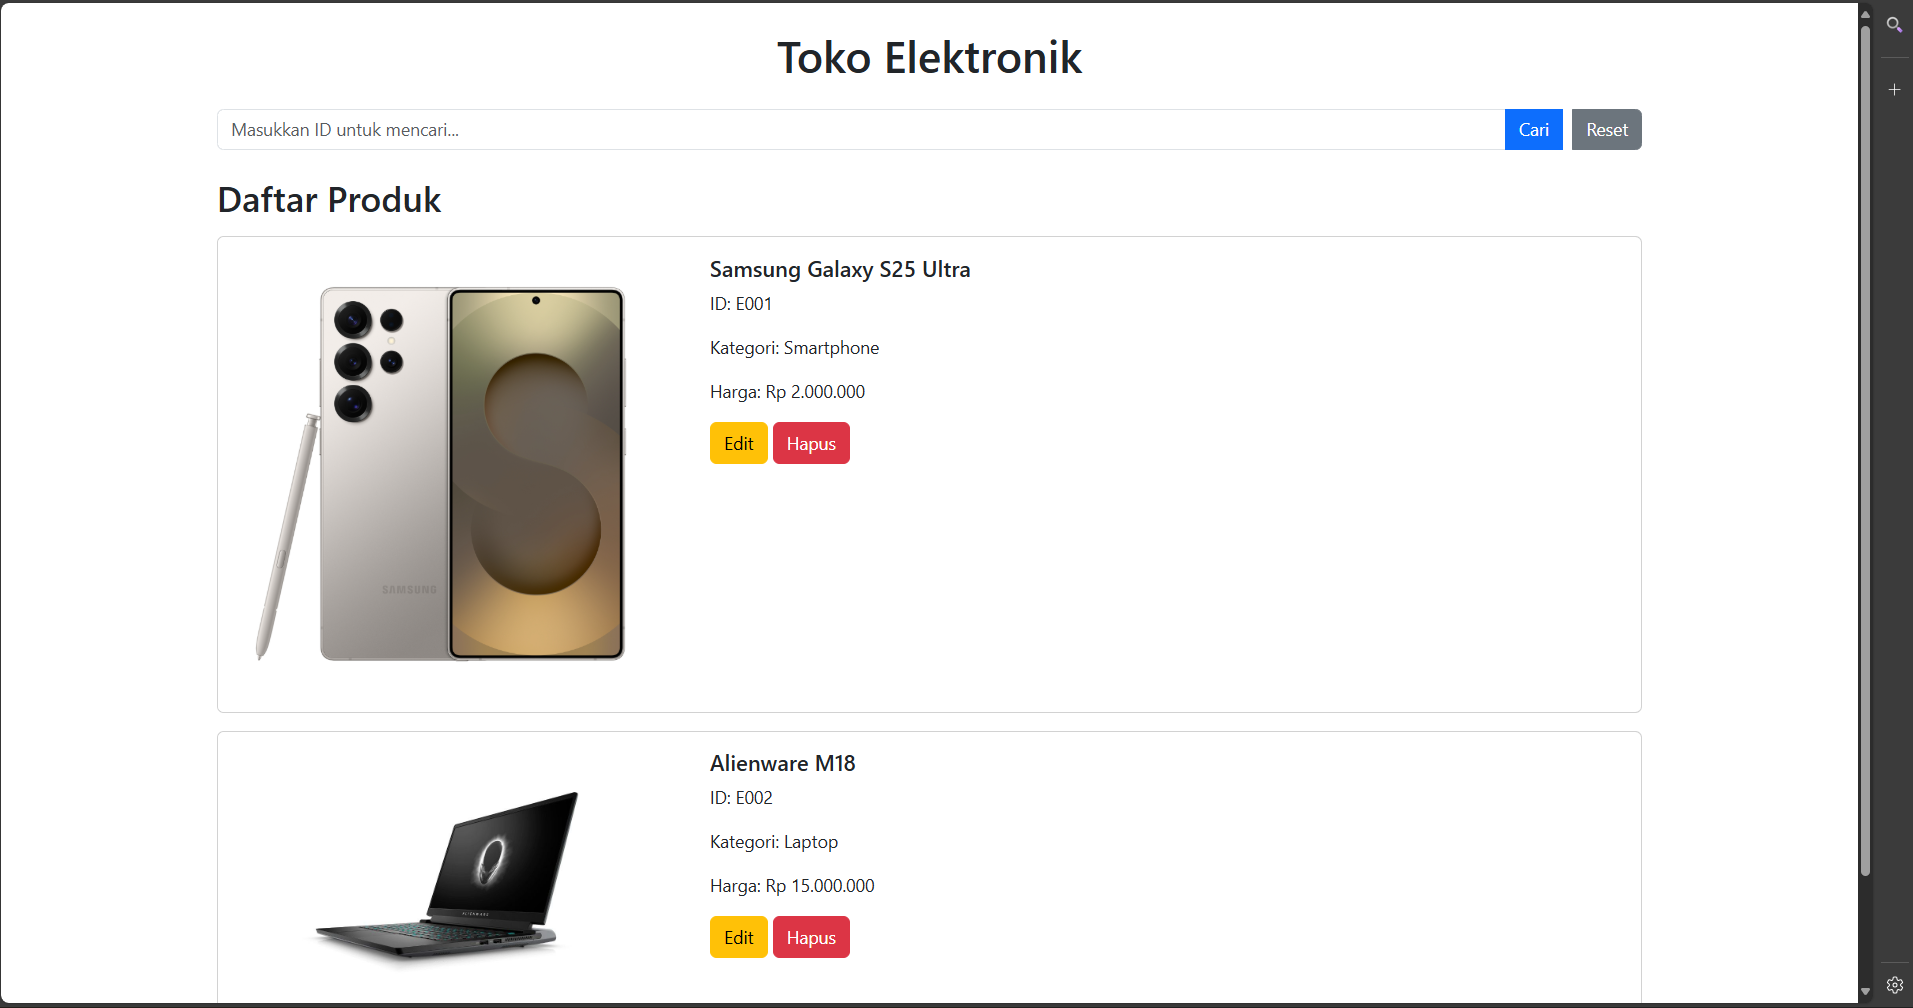 Toko Elektronik
Masukkan ID untuk mencari...
Cari
Reset
Daftar Produk
Samsung Galaxy S25 Ultra
ID: E001
Kategori: Smartphone
Harga: Rp 2.000.000
Edit
Hapus
SAMSUNG
Alienware M18
ID: E002
Kategori: Laptop
Harga: Rp 15.000.000
Edit
Hapus
ALIENWARE